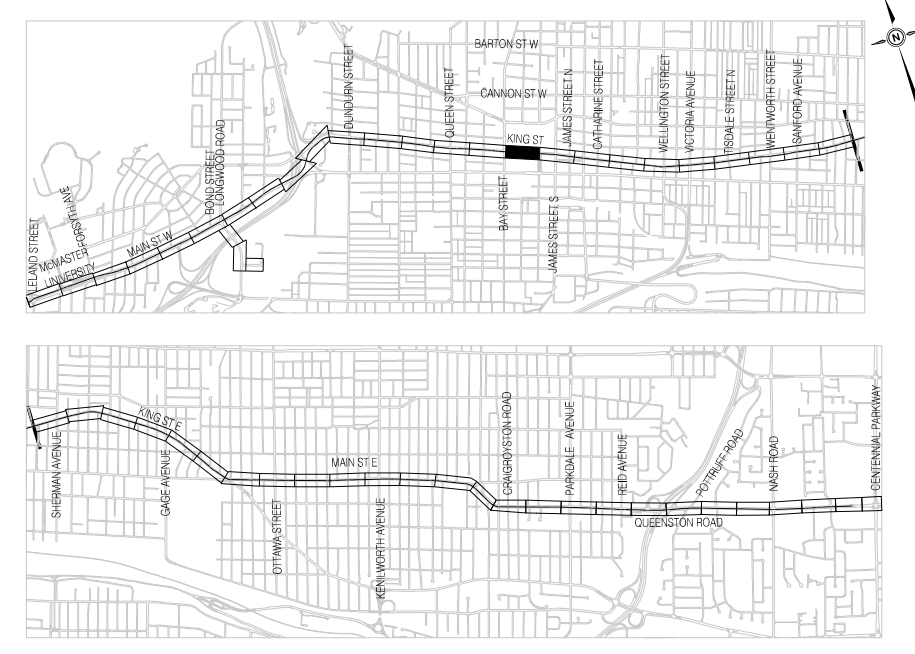 N
BARTON ST W
CANNON ST W
DUNDURN STREET
QUEEN STREET
JAMES STREET N
CATHARINE STREET
WELLINGTON STREET
VICTORIA AVENUE
TISDALE STREET N
WENTWORTH STREET
SANFORD AVENUE
KING ST
BOND STREET
LONGWOOD ROAD
BAY STREET
JAMES STREET S
LELAND STREET
FORSYTH AVE
McMASTER
UNIVERSITY
MAIN ST W
KING ST E
SHERMAN AVENUE
GAGE AVENUE
MAIN ST E
OTTAWA STREET
KENILWORTH AVENUE
CRAIGROYSTON ROAD
PARKDALE AVENUE
REID AVENUE
POTTRUFF ROAD
NASH ROAD
CENTENNIAL PARKWAY
QUEENSTON ROAD